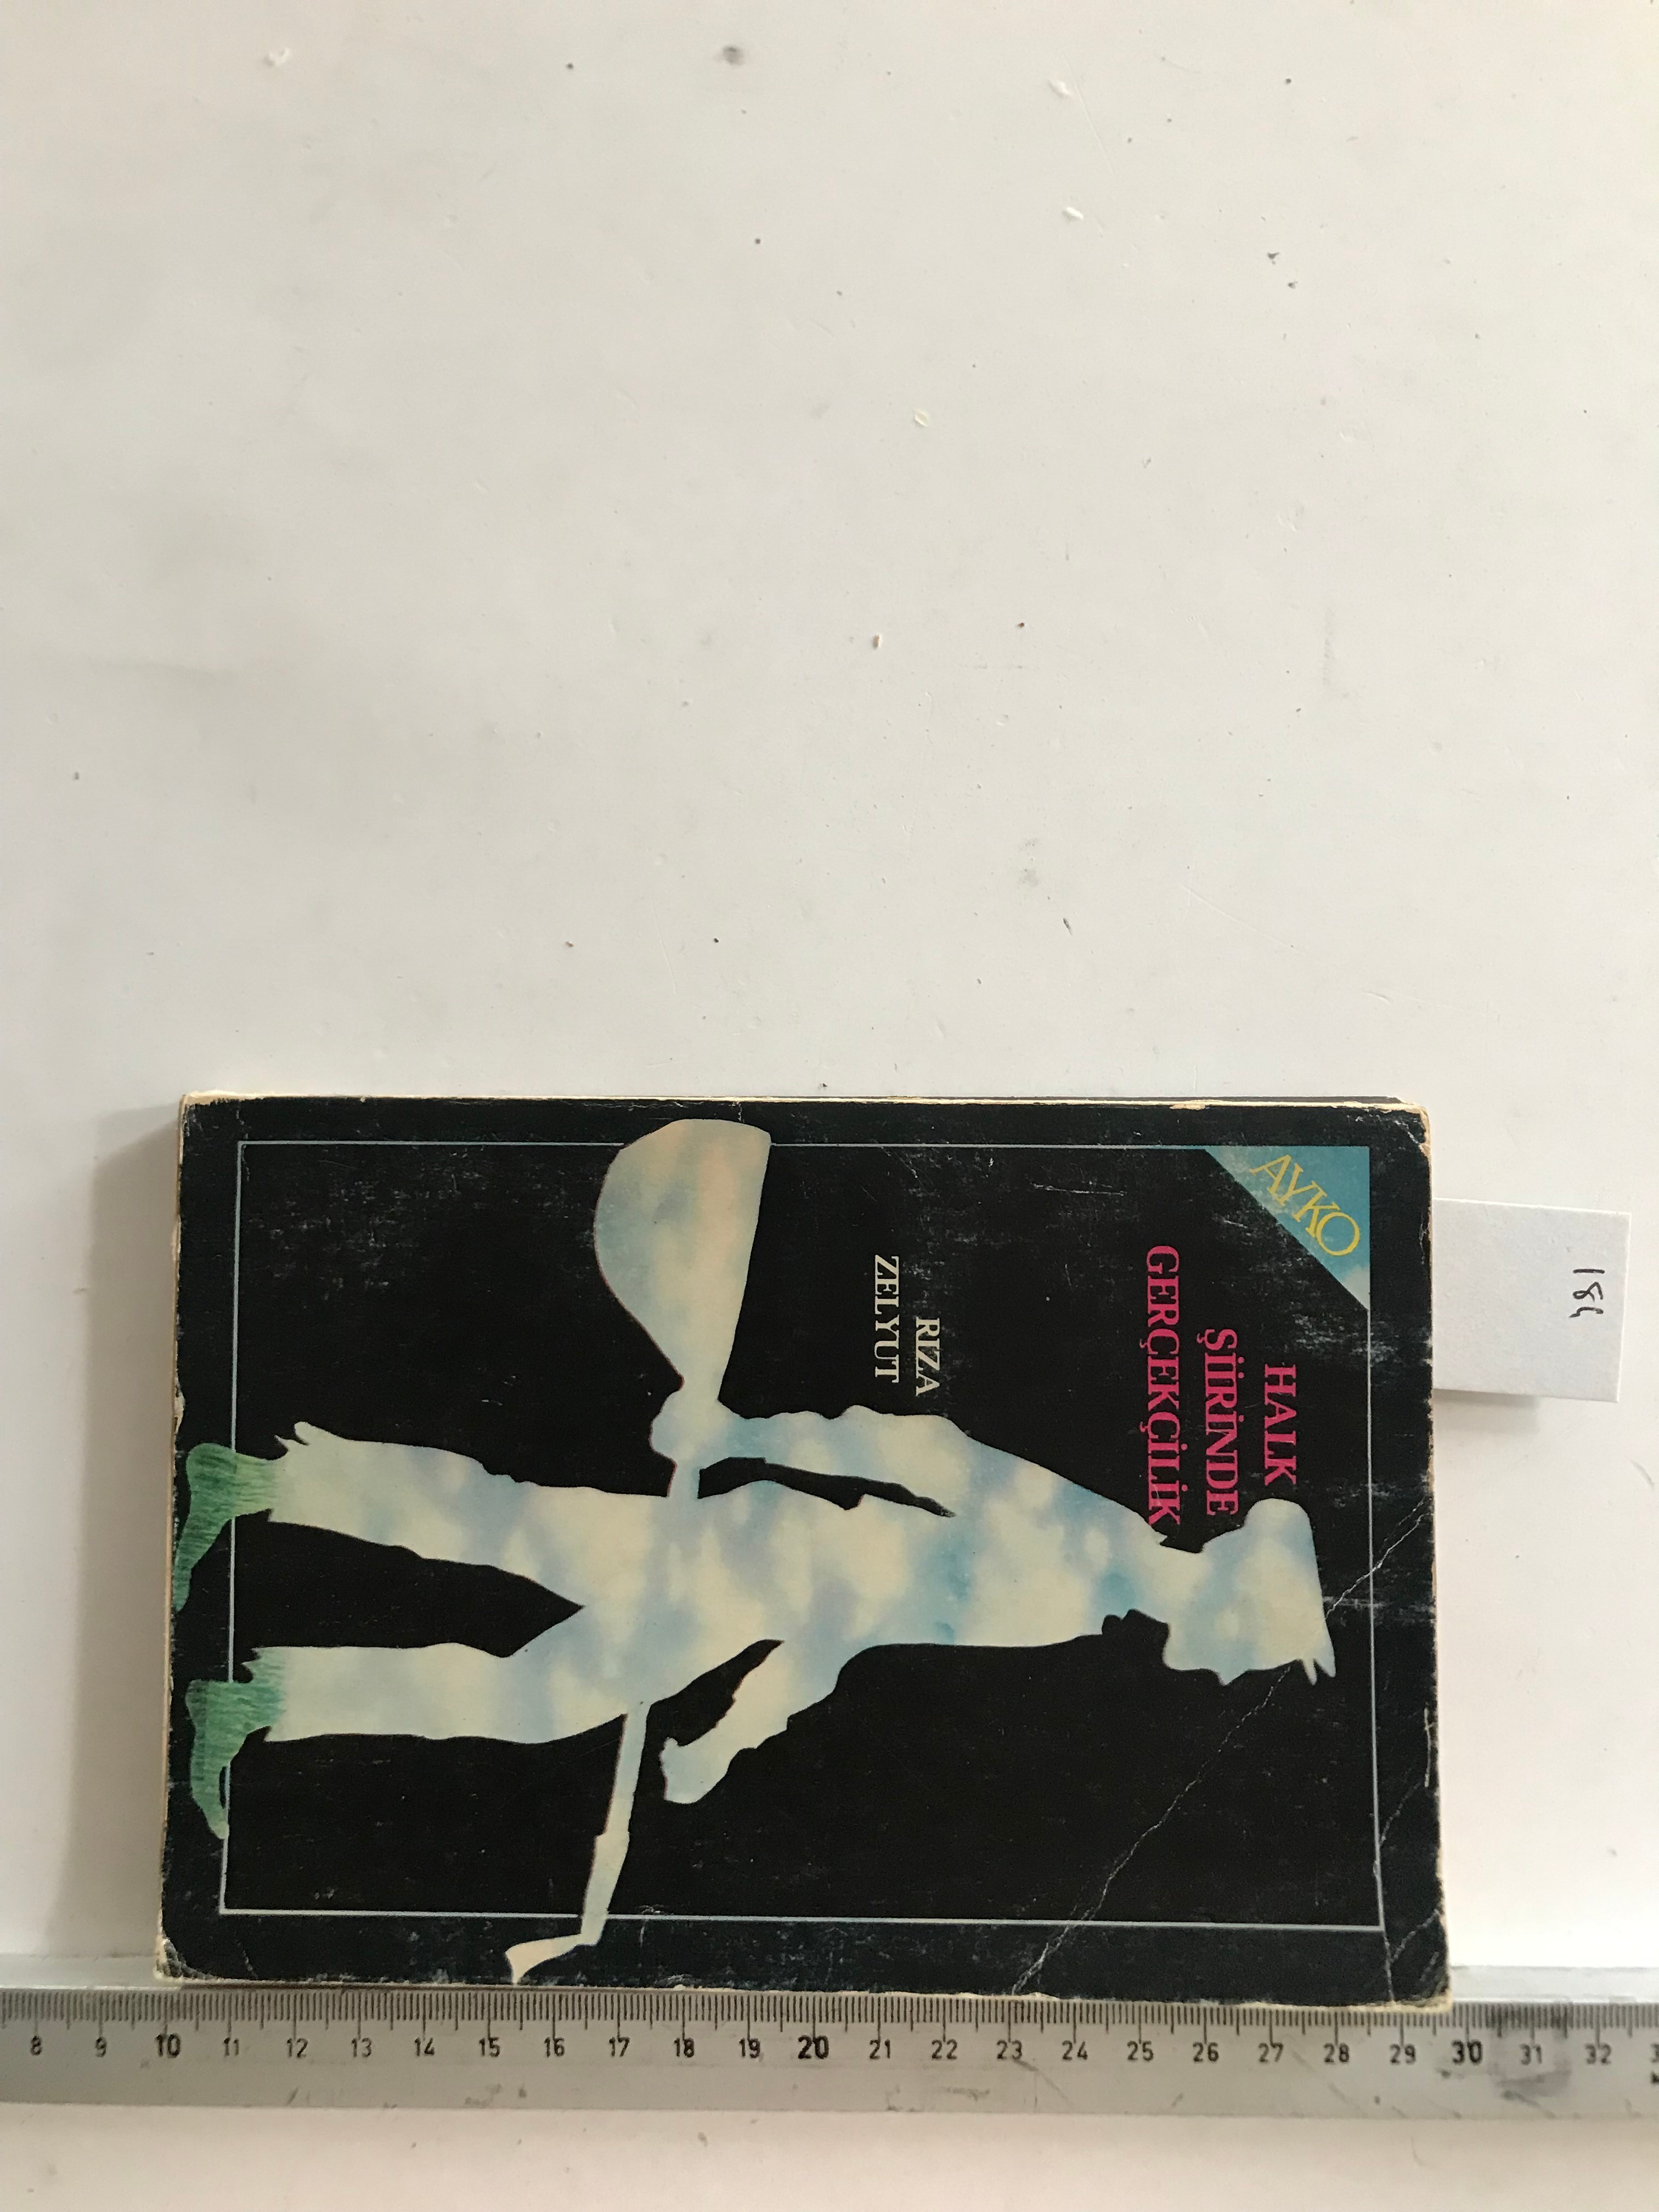 184
AYKO
HALK
ŞİİRİNDE
GERÇEKÇİLİK
RIZA
ZELYUT
8 9 10 11 12 13 14 15 16 17 18 19 20 21 22 23 24 25 26 27 28 29 30 31 32